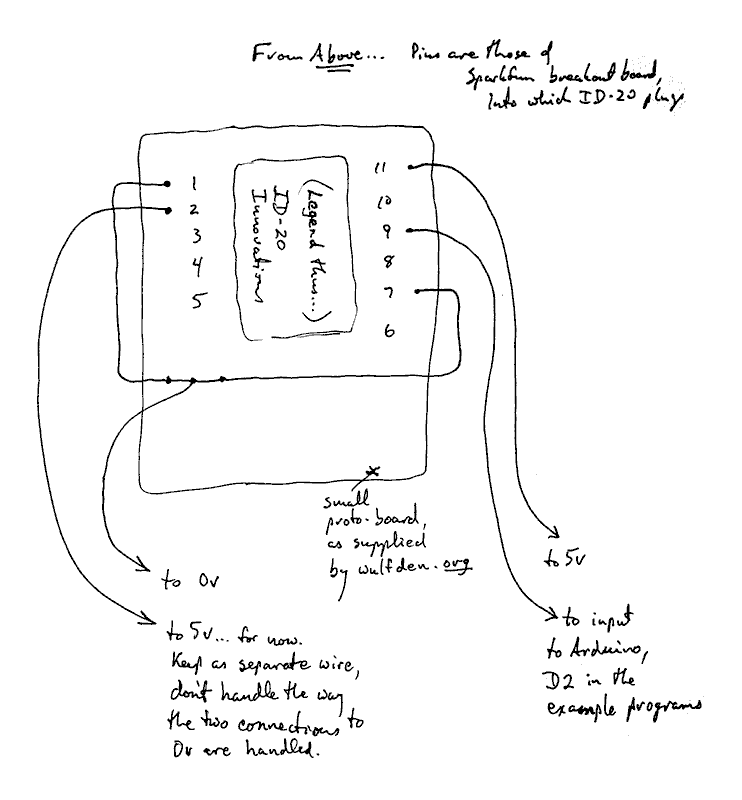 From Above... Pins are those of
Sparkfun breakout board,
Into which ID-20 plugs
1
2
3
4
5
(Legend thus...)
ID-20
Innovations
11
10
9
8
7
6
small
proto-board,
as supplied
by wulfden.org
to 0v
to 5v... for now.
Keep as separate wire,
don't handle the way
the two connections to
0v are handled.
to 5v
to input
to Arduino,
D2 in the
example programs